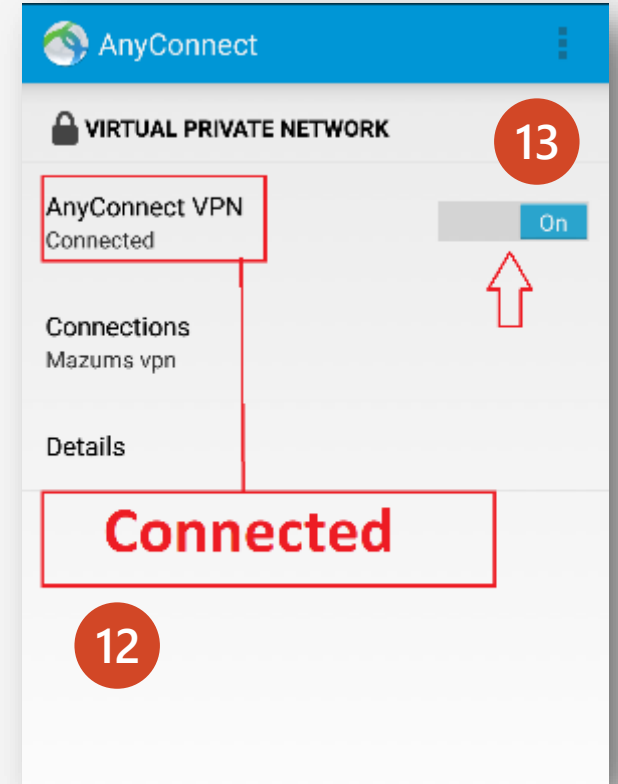 AnyConnect
VIRTUAL PRIVATE NETWORK
13
AnyConnect VPN
Connected
On
Connections
Mazums vpn
Details
Connected
12